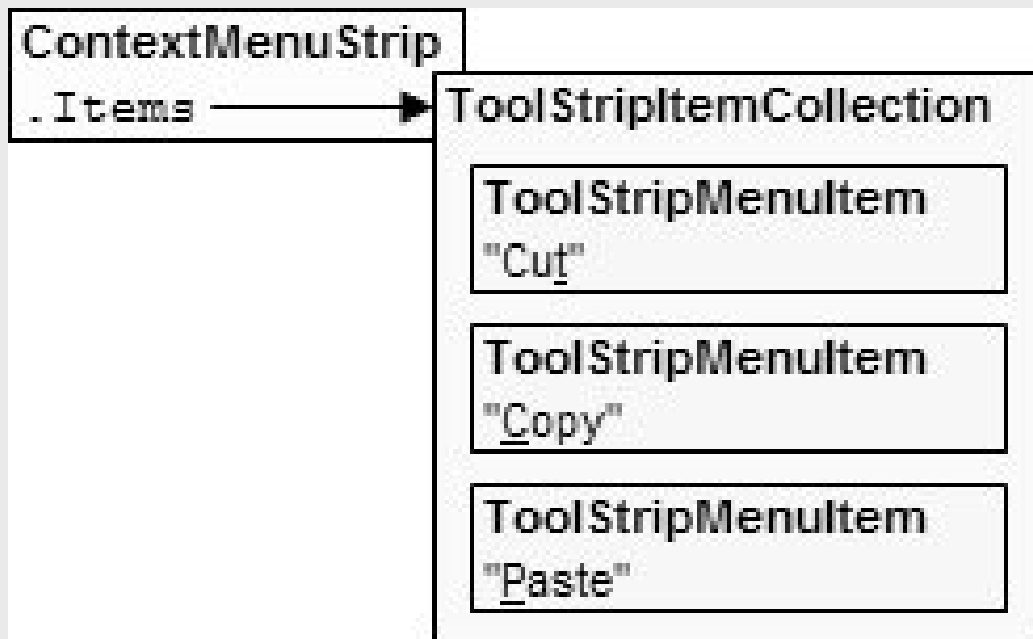 ContextMenuStrip
.Items
ToolStripItemCollection
ToolStripMenuItem
"Cut"
ToolStripMenuItem
"Copy"
ToolStripMenuItem
"Paste"